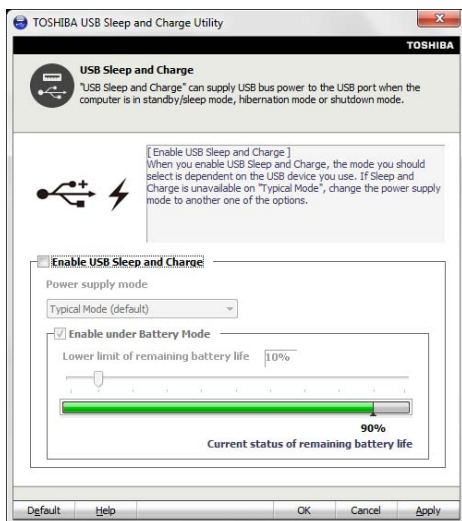 TOSHIBA USB Sleep and Charge Utility
TOSHIBA
USB Sleep and Charge
"USB Sleep and Charge" can supply USB bus power to the USB port when the
computer is in standby/sleep mode, hibernation mode or shutdown mode.
[ Enable USB Sleep and Charge ]
When you enable USB Sleep and Charge, the mode you should
select is dependent on the USB device you use. If Sleep and
Charge is unavailable on "Typical Mode", change the power supply
mode to another one of the options.
Enable USB Sleep and Charge
Power supply mode
Typical Mode (default)
Enable under Battery Mode
Lower limit of remaining battery life 10%
90%
Current status of remaining battery life
Default Help OK Cancel Apply